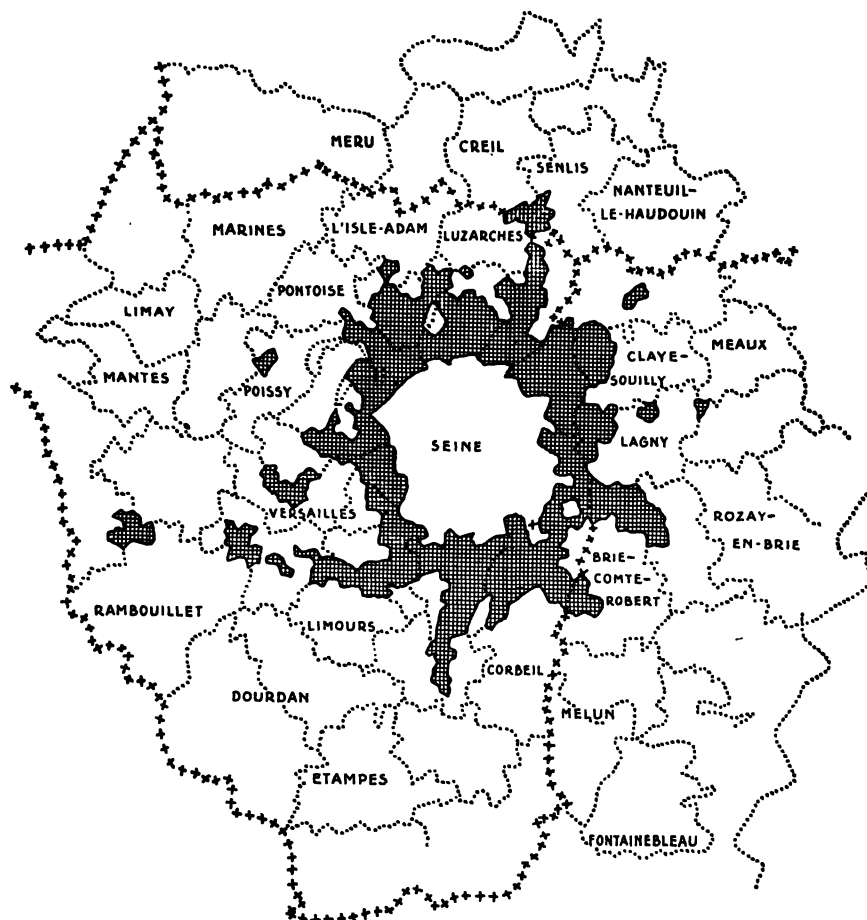 MERU
CREIL
SENLIS
NANTEUIL-
LE-HAUDOUIN
MARINES
L'ISLE-ADAM
LUZARCHES
PONTOISE
LIMAY
MEAUX
CLAYE-
SOUILLY
MANTES
POISSY
SEINE
LAGNY
VERSAILLES
ROZAY-
EN-BRIE
BRIE-
COMTE-
ROBERT
RAMBOUILLET
LIMOURS
CORBEIL
DOURDAN
MELUN
ETAMPES
FONTAINEBLEAU